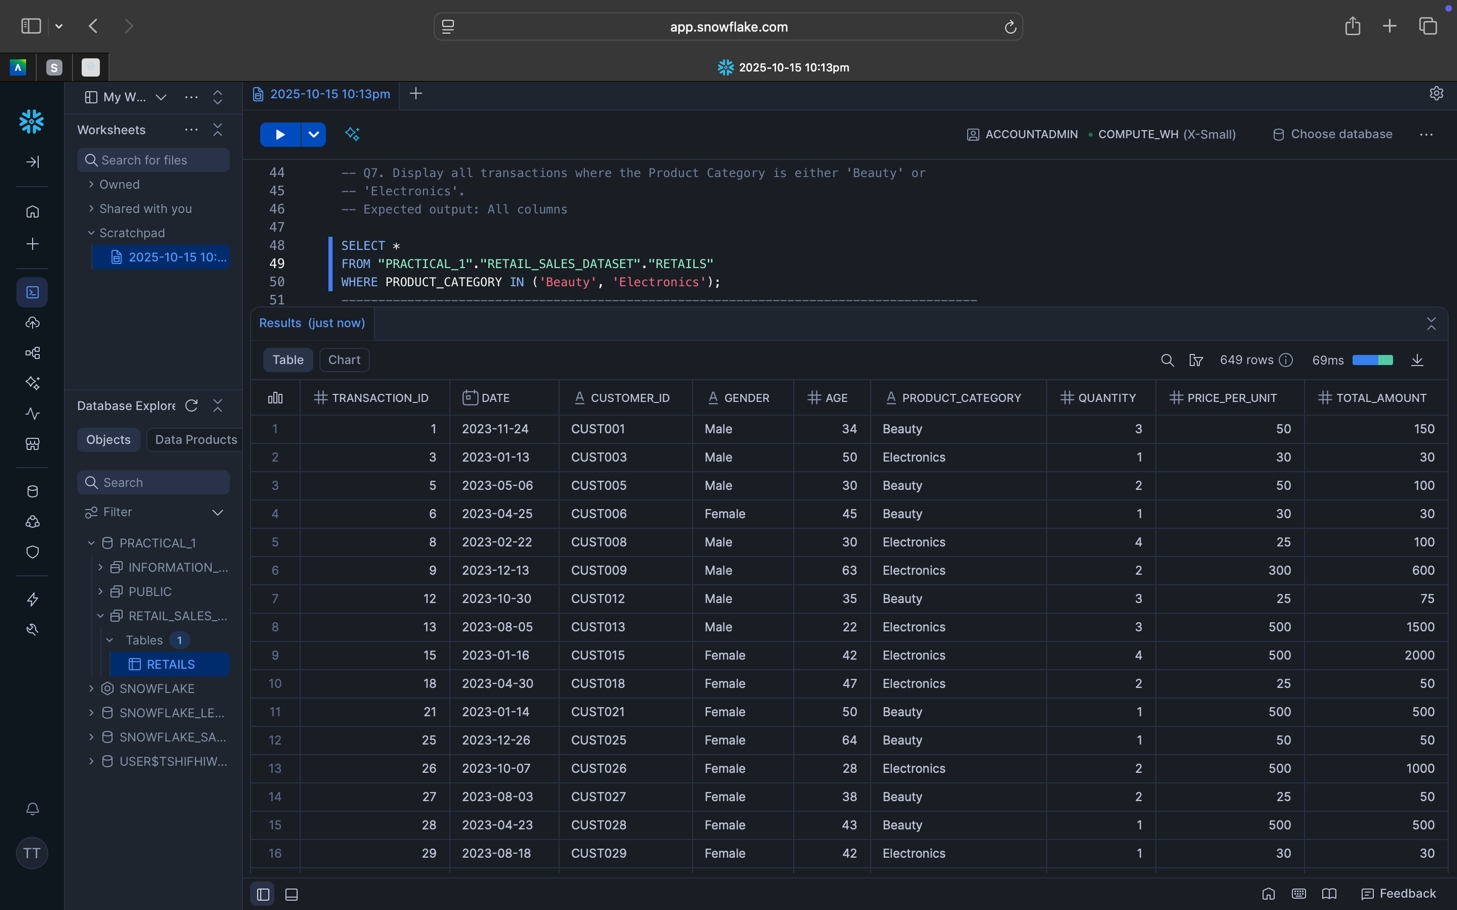 app.snowflake.com
S
2025-10-15 10:13pm
My W...
2025-10-15 10:13pm
Worksheets
Search for files
Owned
Shared with you
Scratchpad
2025-10-15 10:...
ACCOUNTADMIN
COMPUTE_WH (X-Small)
Choose database
44 -- Q7. Display all transactions where the Product Category is either 'Beauty' or
45 -- 'Electronics'.
46 -- Expected output: All columns
47
48 SELECT *
49 FROM "PRACTICAL_1"."RETAIL_SALES_DATASET"."RETAILS"
50 WHERE PRODUCT_CATEGORY IN ('Beauty', 'Electronics');
51 ---------------------------------------------------------------------------------------
Results (just now)
Table
Chart
649 rows
69ms
TRANSACTION_ID DATE CUSTOMER_ID GENDER AGE PRODUCT_CATEGORY QUANTITY PRICE_PER_UNIT TOTAL_AMOUNT
1 1 2023-11-24 CUST001 Male 34 Beauty 3 50 150
2 3 2023-01-13 CUST003 Male 50 Electronics 1 30 30
3 5 2023-05-06 CUST005 Male 30 Beauty 2 50 100
4 6 2023-04-25 CUST006 Female 45 Beauty 1 30 30
5 8 2023-02-22 CUST008 Male 30 Electronics 4 25 100
6 9 2023-12-13 CUST009 Male 63 Electronics 2 300 600
7 12 2023-10-30 CUST012 Male 35 Beauty 3 25 75
8 13 2023-08-05 CUST013 Male 22 Electronics 3 500 1500
9 15 2023-01-16 CUST015 Female 42 Electronics 4 500 2000
10 18 2023-04-30 CUST018 Female 47 Electronics 2 25 50
11 21 2023-01-14 CUST021 Female 50 Beauty 1 500 500
12 25 2023-12-26 CUST025 Female 64 Beauty 1 50 50
13 26 2023-10-07 CUST026 Female 28 Electronics 2 500 1000
14 27 2023-08-03 CUST027 Female 38 Beauty 2 25 50
15 28 2023-04-23 CUST028 Female 43 Beauty 1 500 500
16 29 2023-08-18 CUST029 Female 42 Electronics 1 30 30
Database Explore
Objects
Data Products
Search
Filter
PRACTICAL_1
INFORMATION_...
PUBLIC
RETAIL_SALES_...
Tables 1
RETAILS
SNOWFLAKE
SNOWFLAKE_LE...
SNOWFLAKE_SA...
USER$TSHIFHIW...
TT
Feedback